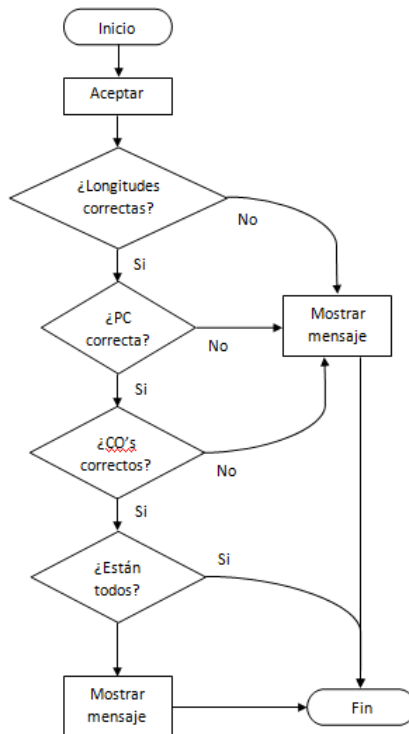 Inicio
Aceptar
¿Longitudes
correctas?
No
Si
¿PC
correcta?
No
Mostrar
mensaje
Si
¿CO's
correctos?
No
Si
¿Están
todos?
Si
Mostrar
mensaje
Fin